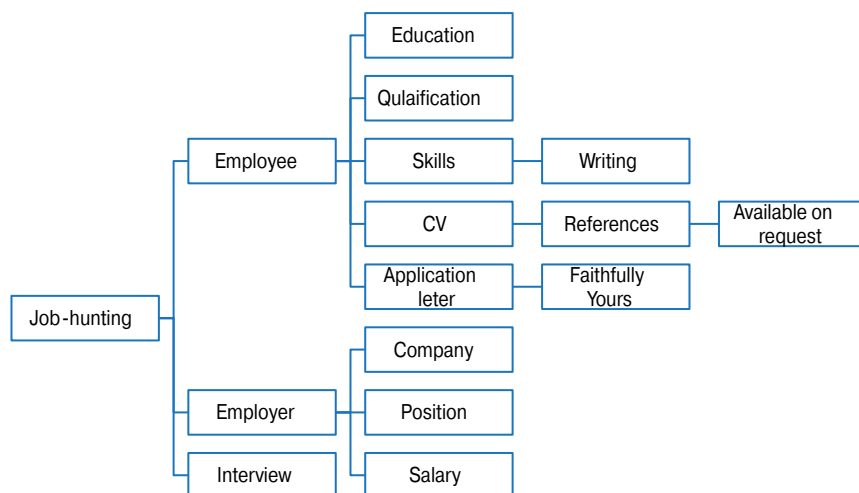 Education
Qulaification
Employee
Skills
Writing
CV
References
Available on
request
Application
leter
Faithfully
Yours
Job-hunting
Company
Employer
Position
Interview
Salary